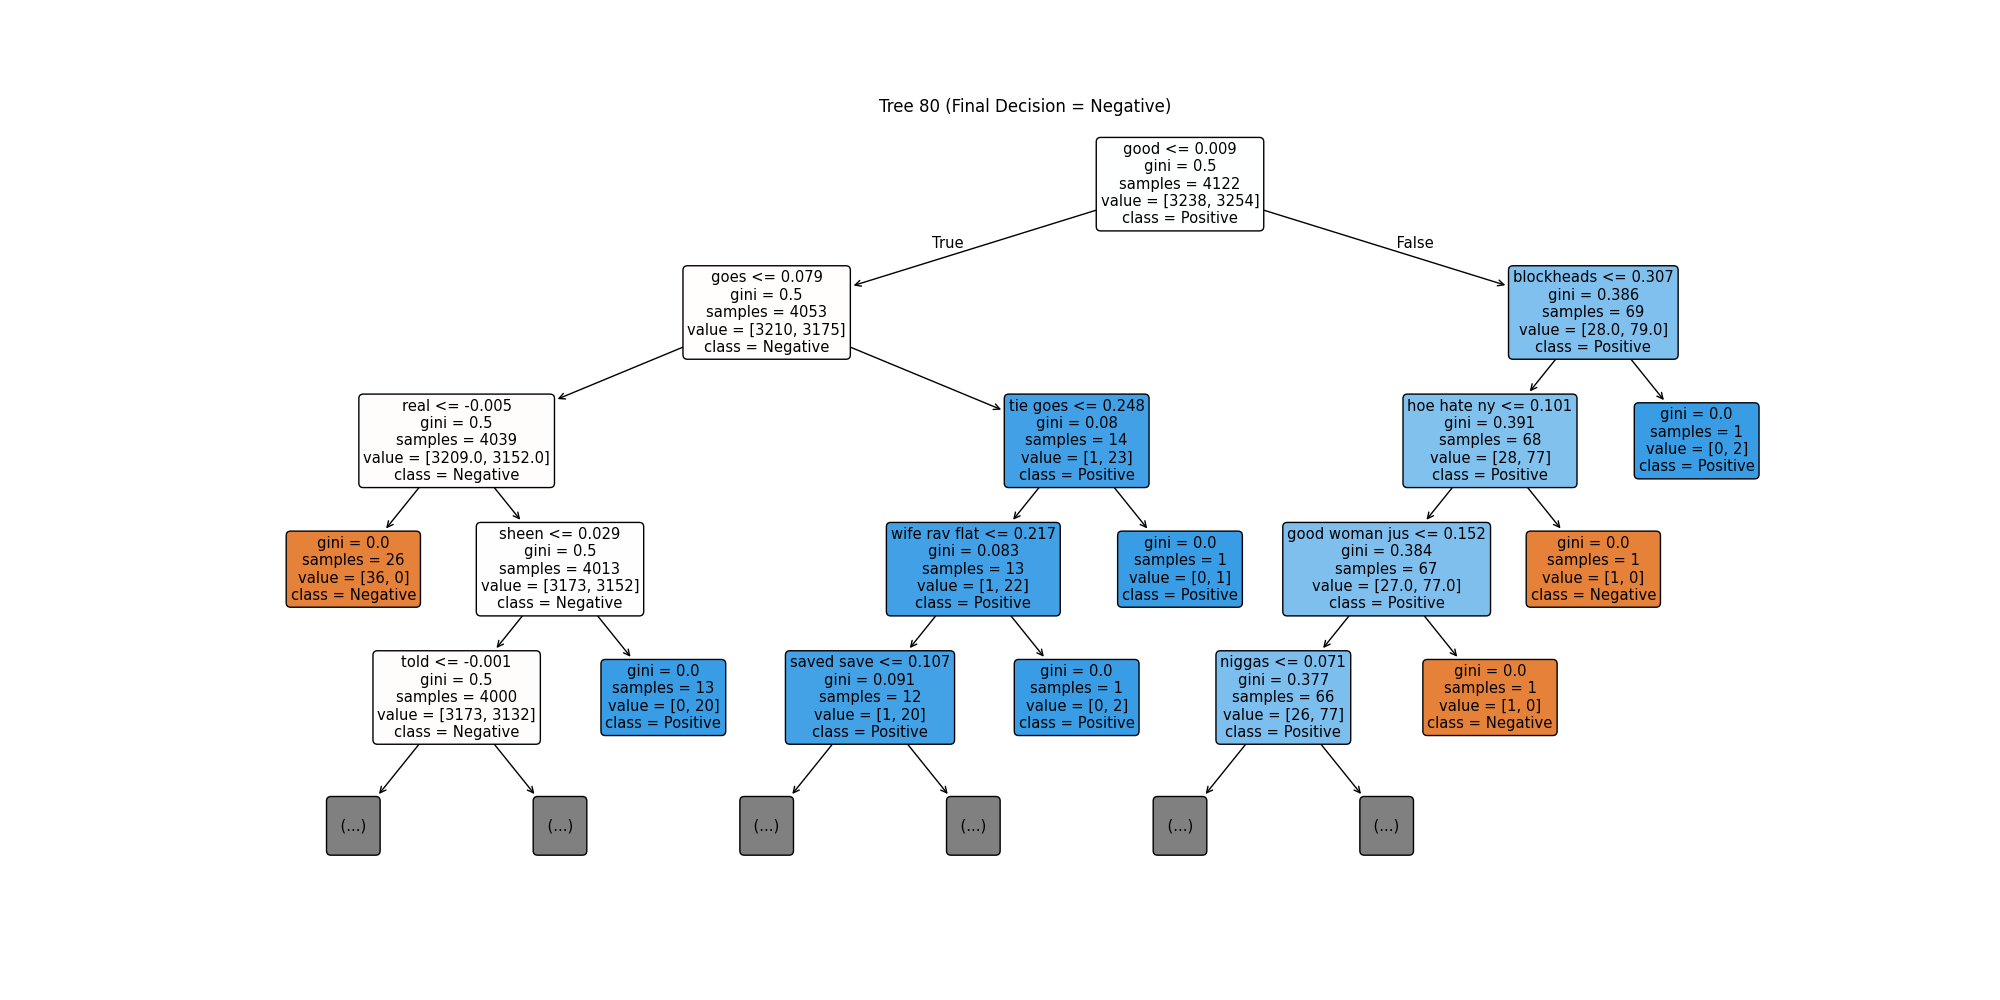 Tree 80 (Final Decision = Negative)
good <= 0.009
gini = 0.5
samples = 4122
value = [3238, 3254]
class = Positive
True
False
goes <= 0.079
gini = 0.5
samples = 4053
value = [3210, 3175]
class = Negative
blockheads <= 0.307
gini = 0.386
samples = 69
value = [28.0, 79.0]
class = Positive
real <= -0.005
gini = 0.5
samples = 4039
value = [3209.0, 3152.0]
class = Negative
tie goes <= 0.248
gini = 0.08
samples = 14
value = [1, 23]
class = Positive
hoe hate ny <= 0.101
gini = 0.391
samples = 68
value = [28, 77]
class = Positive
gini = 0.0
samples = 1
value = [0, 2]
class = Positive
gini = 0.0
samples = 26
value = [36, 0]
class = Negative
sheen <= 0.029
gini = 0.5
samples = 4013
value = [3173, 3152]
class = Negative
wife rav flat <= 0.217
gini = 0.083
samples = 13
value = [1, 22]
class = Positive
gini = 0.0
samples = 1
value = [0, 1]
class = Positive
good woman jus <= 0.152
gini = 0.384
samples = 67
value = [27.0, 77.0]
class = Positive
gini = 0.0
samples = 1
value = [1, 0]
class = Negative
told <= -0.001
gini = 0.5
samples = 4000
value = [3173, 3132]
class = Negative
gini = 0.0
samples = 13
value = [0, 20]
class = Positive
saved save <= 0.107
gini = 0.091
samples = 12
value = [1, 20]
class = Positive
gini = 0.0
samples = 1
value = [0, 2]
class = Positive
niggas <= 0.071
gini = 0.377
samples = 66
value = [26, 77]
class = Positive
gini = 0.0
samples = 1
value = [1, 0]
class = Negative
(...)
(...)
(...)
(...)
(...)
(...)